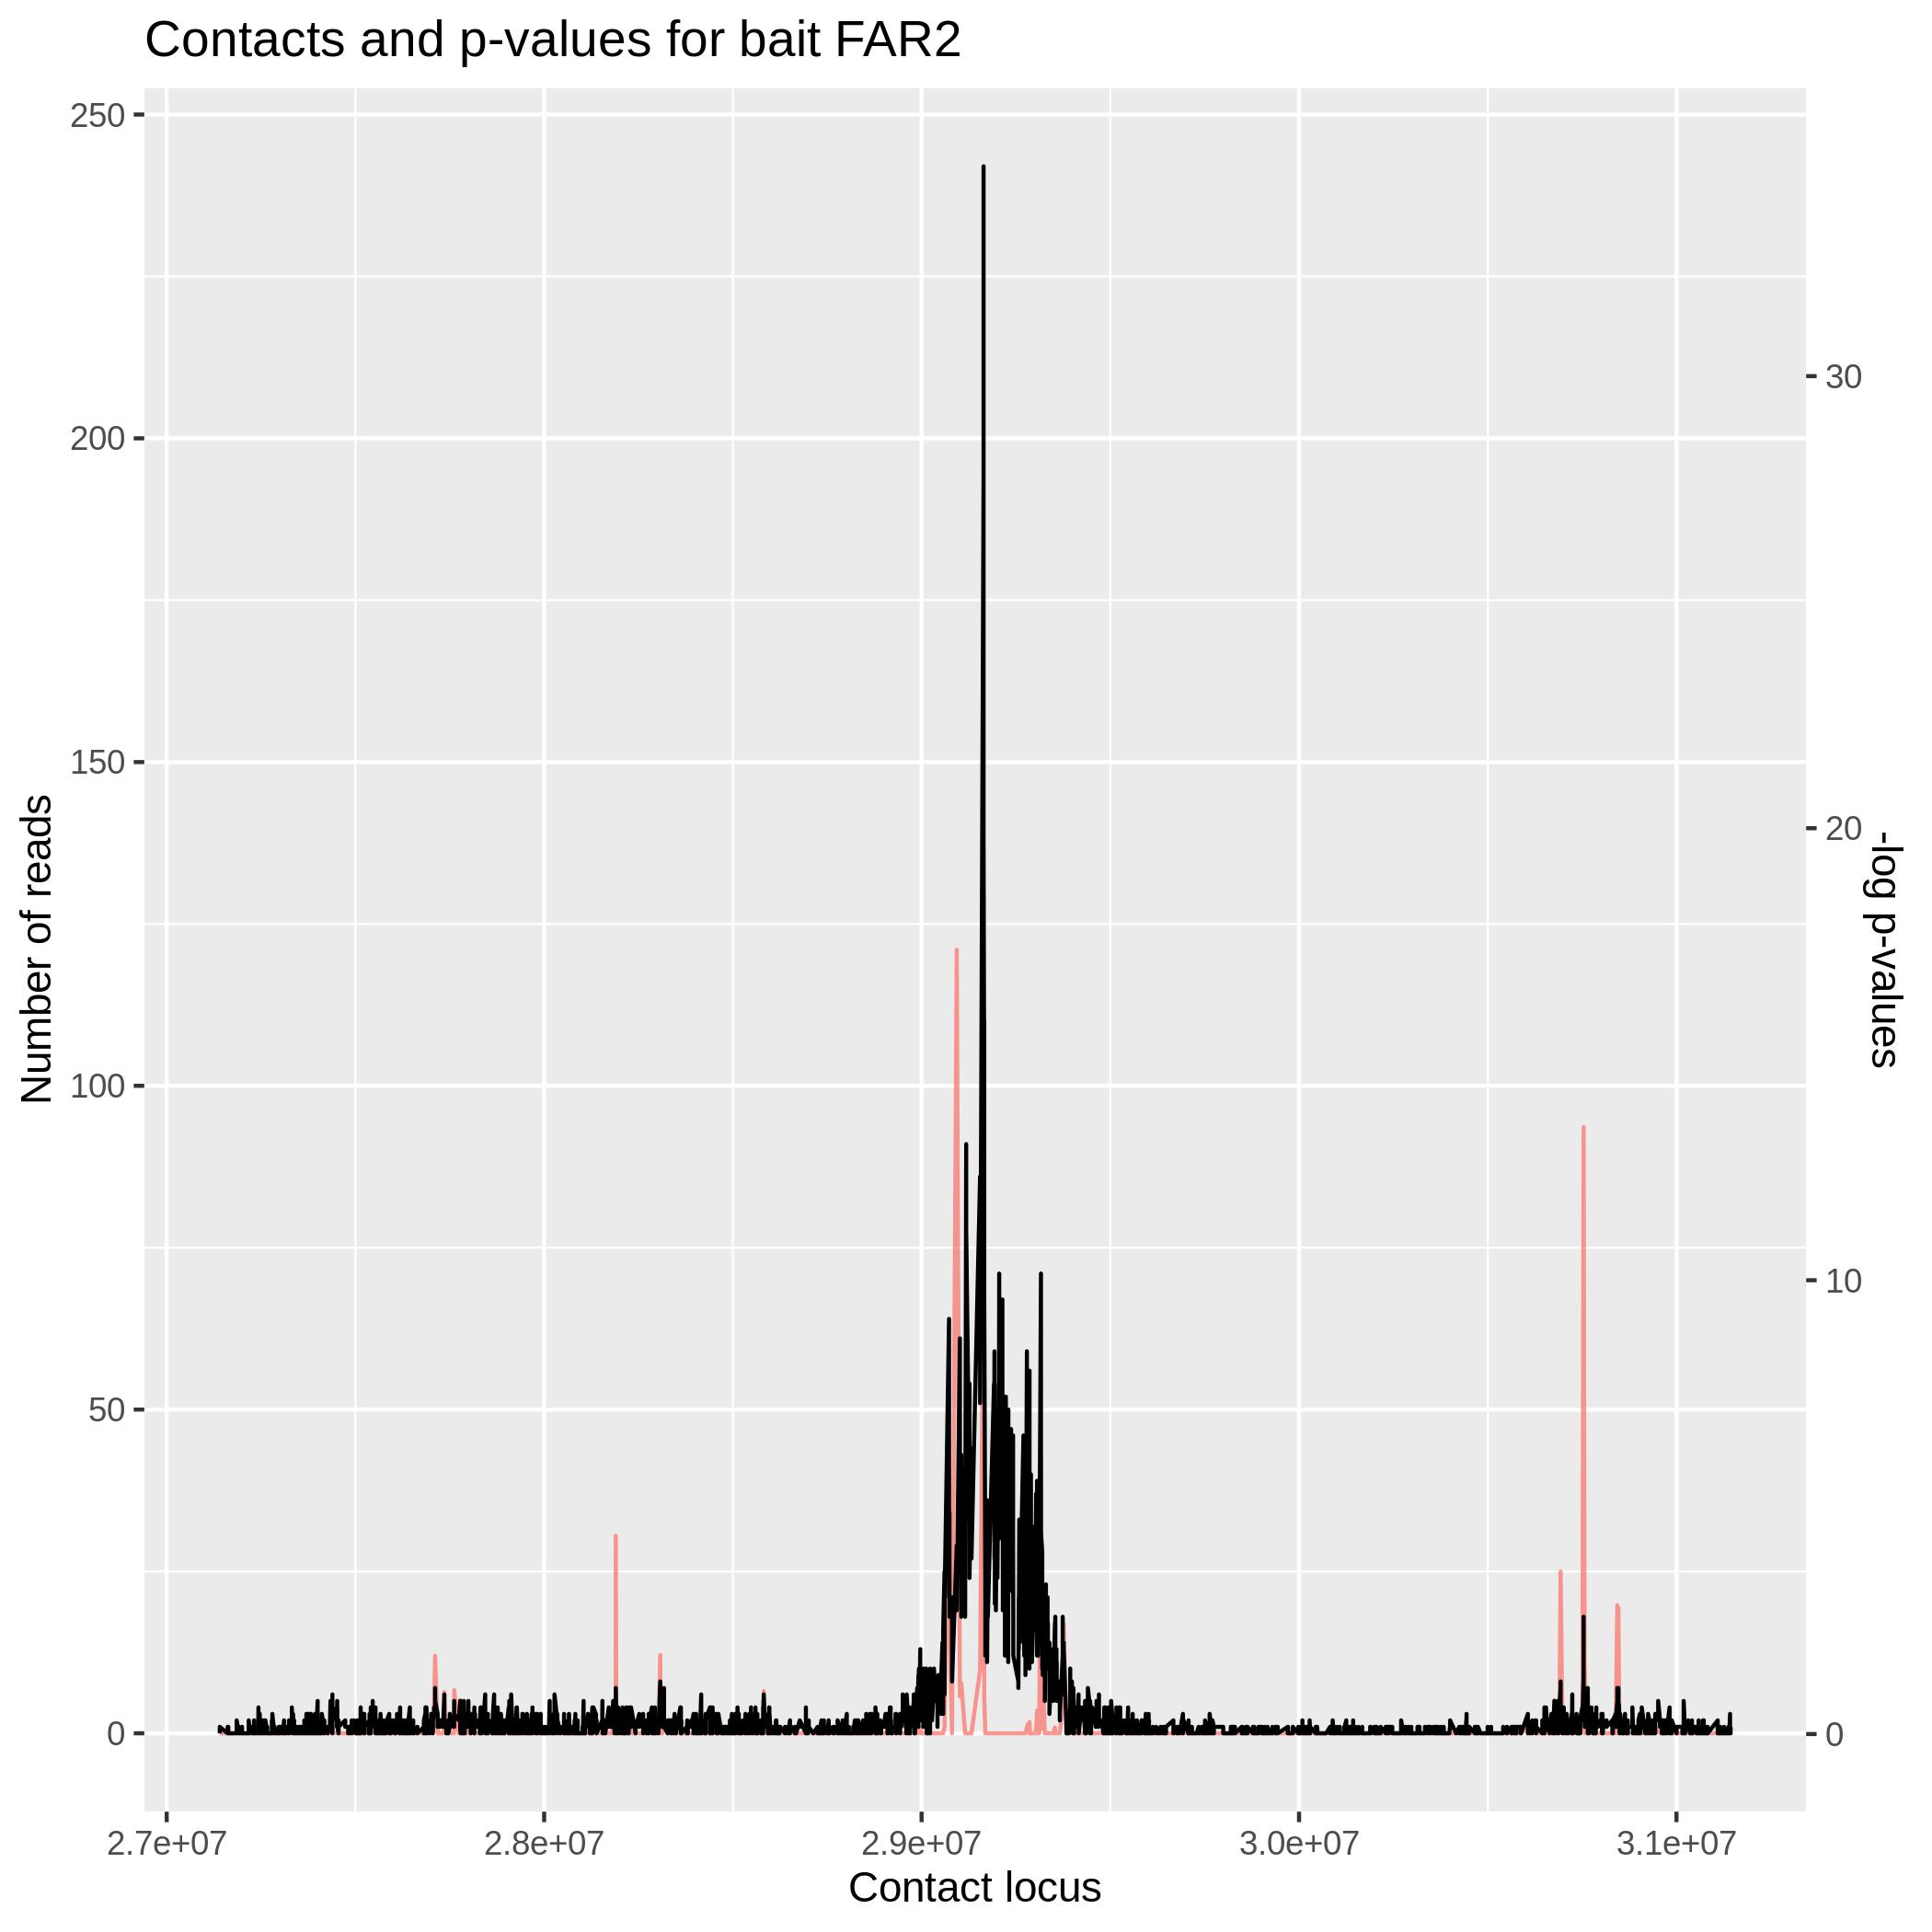 Contacts and p-values for bait FAR2
250
200
150
100
50
0
Number of reads
30
20
10
0
-log p-values
2.7e+07
2.8e+07
2.9e+07
3.0e+07
3.1e+07
Contact locus